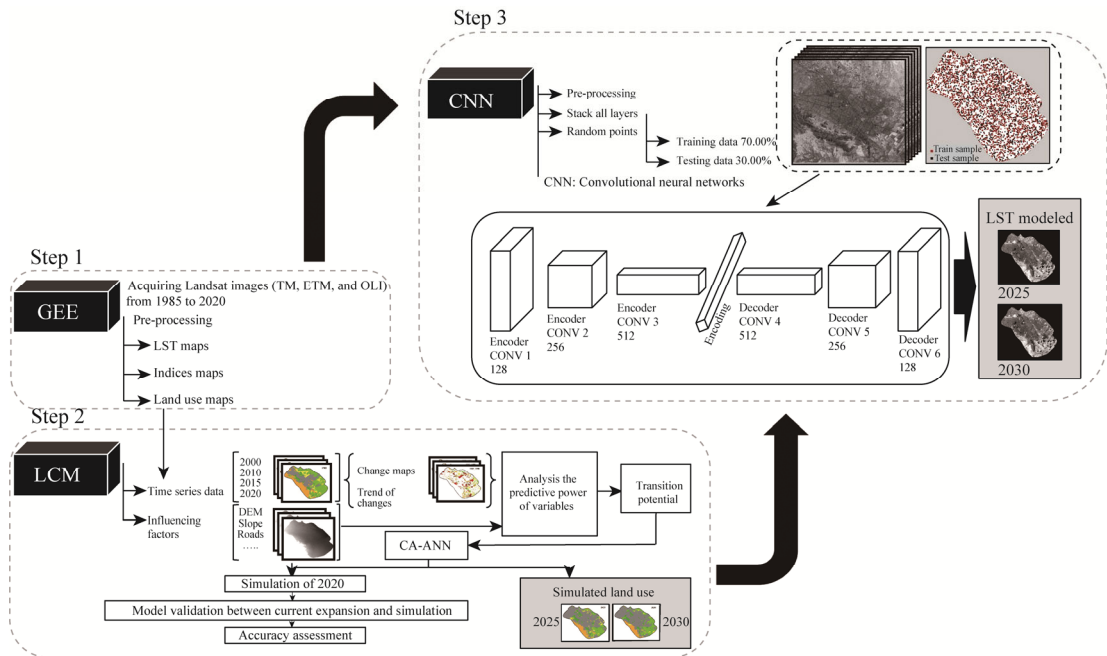 Step 1
GEE
Acquiring Landsat images (TM, ETM, and OLI)
from 1985 to 2020
Pre-processing
LST maps
Indices maps
Land use maps
Step 2
LCM
Time series data
Influencing
factors
2000
2010
2015
2020
DEM
Slope
Roads
.....
Change maps
Trend of
changes
Analysis the
predictive power
of variables
Transition
potential
CA-ANN
Simulation of 2020
Model validation between current expansion and simulation
Accuracy assessment
Simulated land use
2025
2030
Step 3
CNN
Pre-processing
Stack all layers
Random points
Training data 70.00%
Testing data 30.00%
CNN: Convolutional neural networks
Train sample
Test sample
Encoder
CONV 1
128
Encoder
CONV 2
256
Encoder
CONV 3
512
Encoding
Decoder
CONV 4
512
Decoder
CONV 5
256
Decoder
CONV 6
128
LST modeled
2025
2030